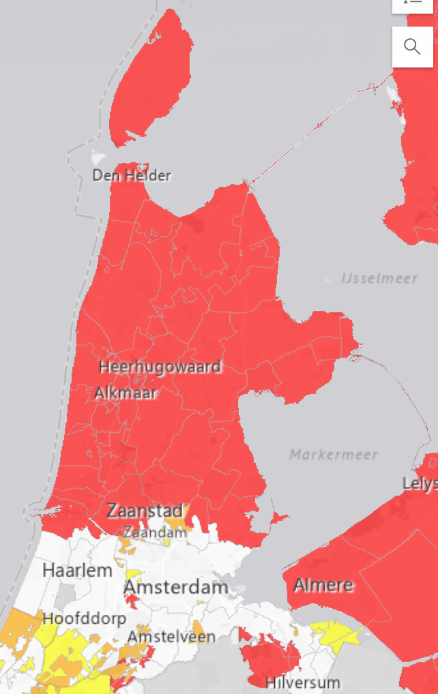 Den Helder
IJsselmeer
Heerhugowaard
Alkmaar
Markermeer
Lelys
Zaanstad
Zaandam
Haarlem
Amsterdam
Almere
Hoofddorp
Amstelveen
Hilversum